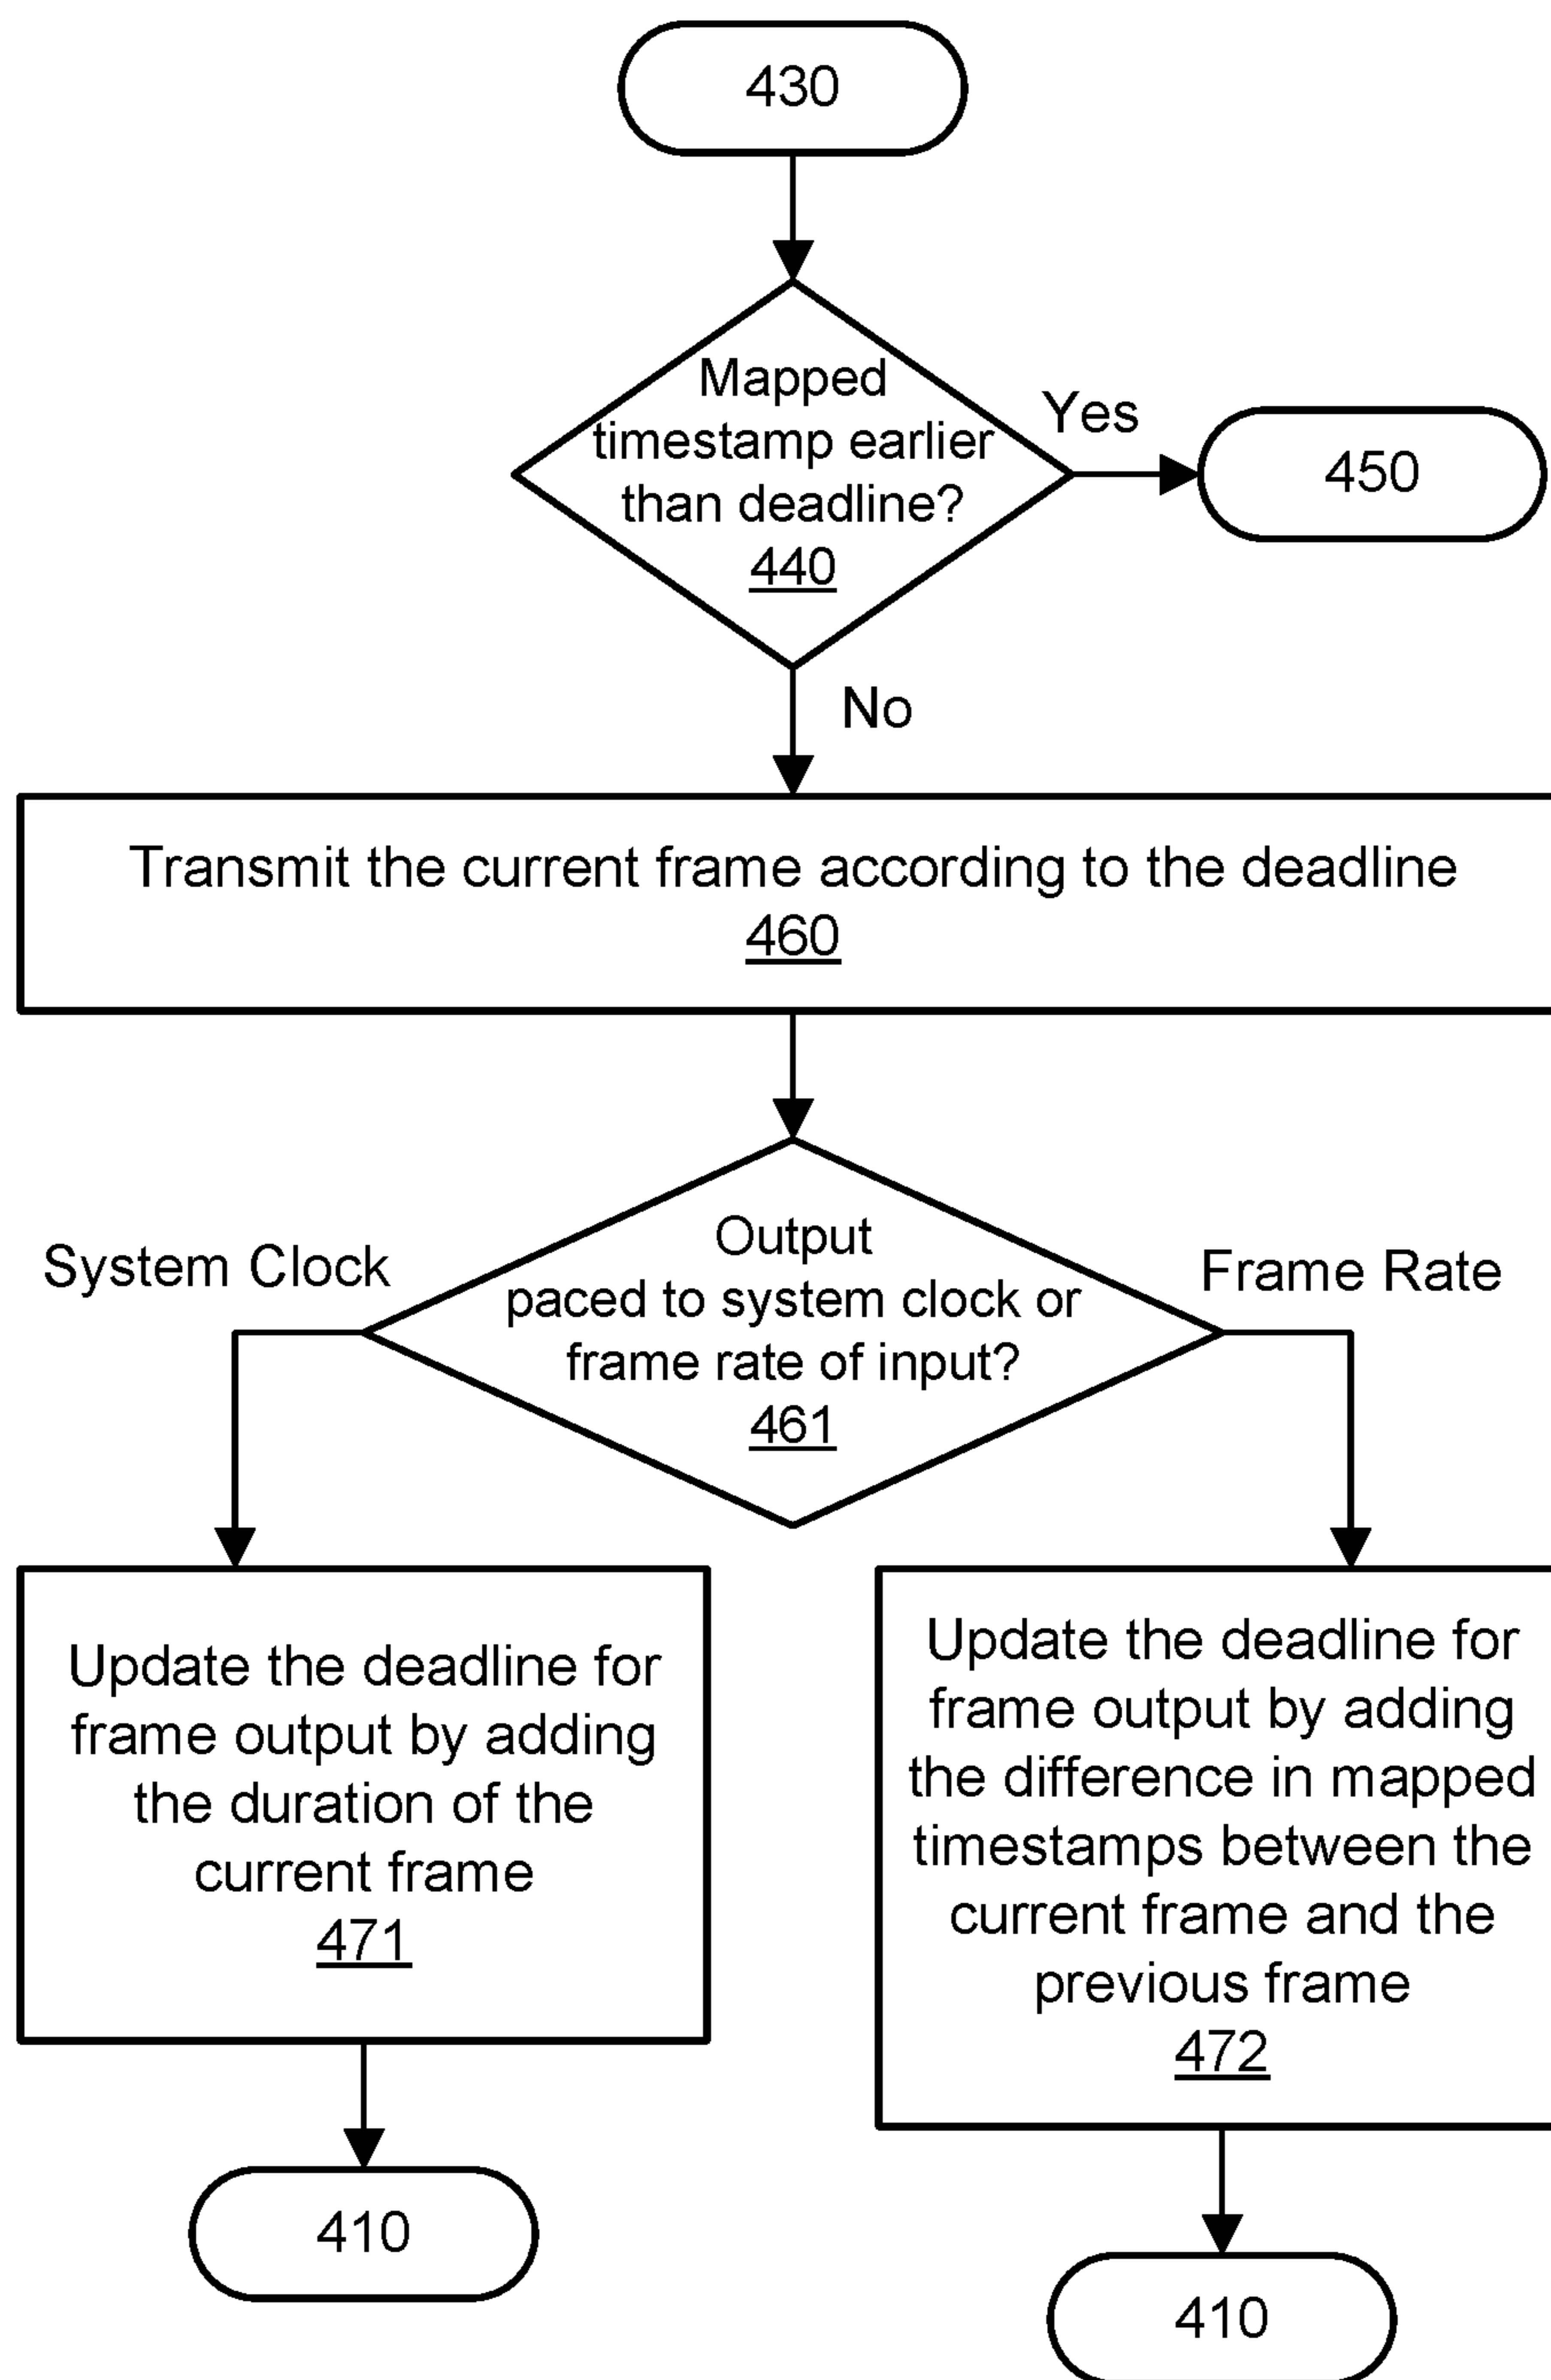 430
Mapped
timestamp earlier
than deadline?
440
Yes
450
No
Transmit the current frame according to the deadline
460
System Clock
Output
paced to system clock or
frame rate of input?
461
Frame Rate
Update the deadline for
frame output by adding
the duration of the
current frame
471
Update the deadline for
frame output by adding
the difference in mapped
timestamps between the
current frame and the
previous frame
472
410
410